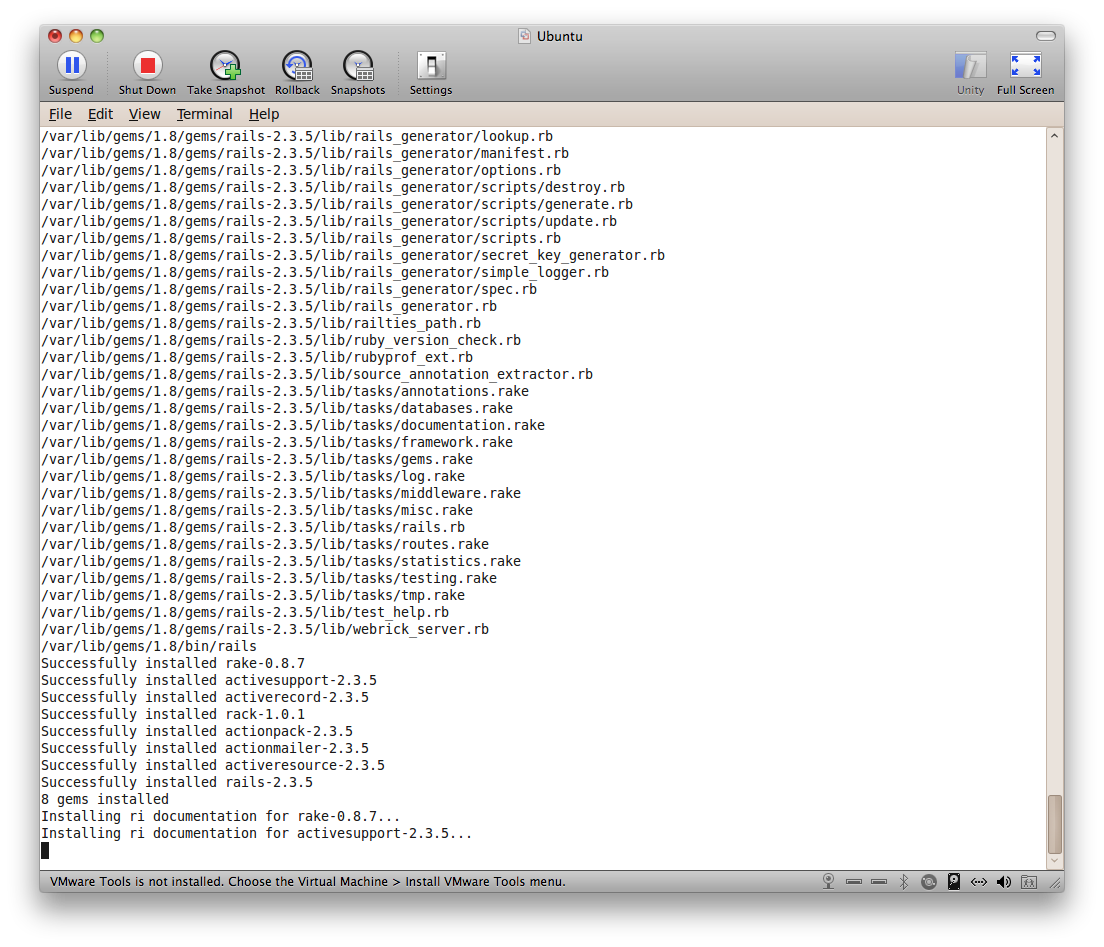 Ubuntu
Suspend
Shut Down
Take Snapshot
Rollback
Snapshots
Settings
Unity
Full Screen
File Edit View Terminal Help
/var/lib/gems/1.8/gems/rails-2.3.5/lib/rails_generator/lookup.rb
/var/lib/gems/1.8/gems/rails-2.3.5/lib/rails_generator/manifest.rb
/var/lib/gems/1.8/gems/rails-2.3.5/lib/rails_generator/options.rb
/var/lib/gems/1.8/gems/rails-2.3.5/lib/rails_generator/scripts/destroy.rb
/var/lib/gems/1.8/gems/rails-2.3.5/lib/rails_generator/scripts/generate.rb
/var/lib/gems/1.8/gems/rails-2.3.5/lib/rails_generator/scripts/update.rb
/var/lib/gems/1.8/gems/rails-2.3.5/lib/rails_generator/scripts.rb
/var/lib/gems/1.8/gems/rails-2.3.5/lib/rails_generator/secret_key_generator.rb
/var/lib/gems/1.8/gems/rails-2.3.5/lib/rails_generator/simple_logger.rb
/var/lib/gems/1.8/gems/rails-2.3.5/lib/rails_generator/spec.rb
/var/lib/gems/1.8/gems/rails-2.3.5/lib/rails_generator.rb
/var/lib/gems/1.8/gems/rails-2.3.5/lib/railties_path.rb
/var/lib/gems/1.8/gems/rails-2.3.5/lib/ruby_version_check.rb
/var/lib/gems/1.8/gems/rails-2.3.5/lib/rubyprof_ext.rb
/var/lib/gems/1.8/gems/rails-2.3.5/lib/source_annotation_extractor.rb
/var/lib/gems/1.8/gems/rails-2.3.5/lib/tasks/annotations.rake
/var/lib/gems/1.8/gems/rails-2.3.5/lib/tasks/databases.rake
/var/lib/gems/1.8/gems/rails-2.3.5/lib/tasks/documentation.rake
/var/lib/gems/1.8/gems/rails-2.3.5/lib/tasks/framework.rake
/var/lib/gems/1.8/gems/rails-2.3.5/lib/tasks/gems.rake
/var/lib/gems/1.8/gems/rails-2.3.5/lib/tasks/log.rake
/var/lib/gems/1.8/gems/rails-2.3.5/lib/tasks/middleware.rake
/var/lib/gems/1.8/gems/rails-2.3.5/lib/tasks/misc.rake
/var/lib/gems/1.8/gems/rails-2.3.5/lib/tasks/rails.rb
/var/lib/gems/1.8/gems/rails-2.3.5/lib/tasks/routes.rake
/var/lib/gems/1.8/gems/rails-2.3.5/lib/tasks/statistics.rake
/var/lib/gems/1.8/gems/rails-2.3.5/lib/tasks/testing.rake
/var/lib/gems/1.8/gems/rails-2.3.5/lib/tasks/tmp.rake
/var/lib/gems/1.8/gems/rails-2.3.5/lib/test_help.rb
/var/lib/gems/1.8/gems/rails-2.3.5/lib/webrick_server.rb
/var/lib/gems/1.8/bin/rails
Successfully installed rake-0.8.7
Successfully installed activesupport-2.3.5
Successfully installed activerecord-2.3.5
Successfully installed rack-1.0.1
Successfully installed actionpack-2.3.5
Successfully installed actionmailer-2.3.5
Successfully installed activeresource-2.3.5
Successfully installed rails-2.3.5
8 gems installed
Installing ri documentation for rake-0.8.7...
Installing ri documentation for activesupport-2.3.5...
VMware Tools is not installed. Choose the Virtual Machine > Install VMware Tools menu.